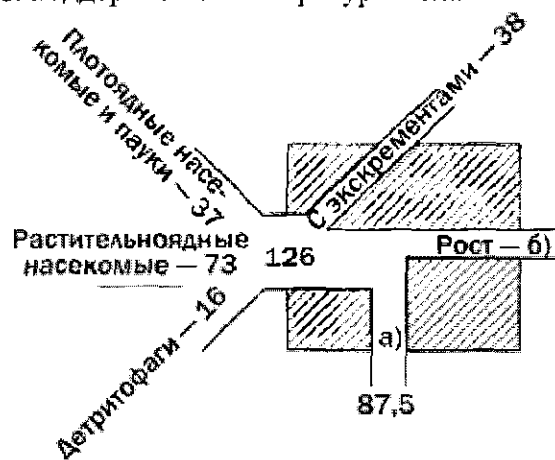 Плотоядные насе-
комые и пауки — 37
С экскрементами — 38
Растительноядные
насекомые — 73
126
Рост — б)
Детритофаги — 16
а)
87,5